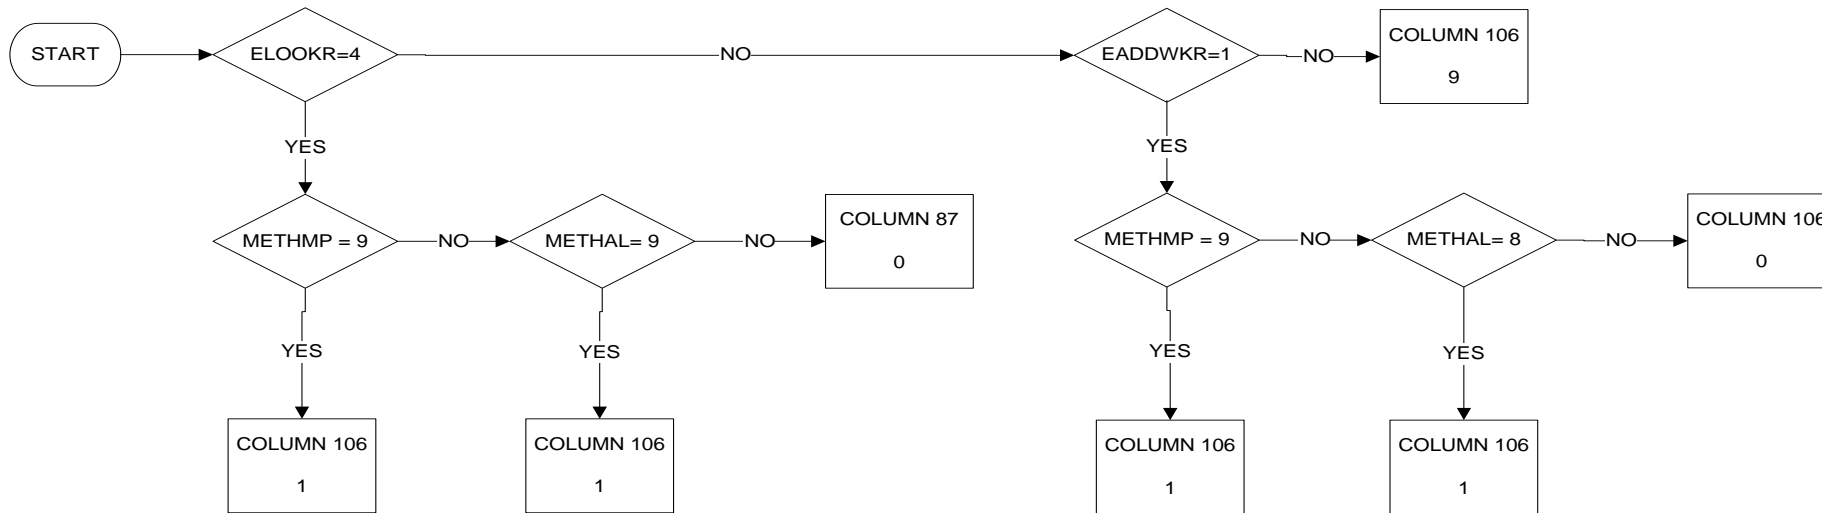 START
ELOOKR=4
NO
EADDWKR=1
NO
COLUMN 106
9
YES
YES
METHMP = 9
NO
METHAL= 9
NO
COLUMN 87
0
METHMP = 9
NO
METHAL= 8
NO
COLUMN 106
0
YES
YES
YES
YES
COLUMN 106
1
COLUMN 106
1
COLUMN 106
1
COLUMN 106
1